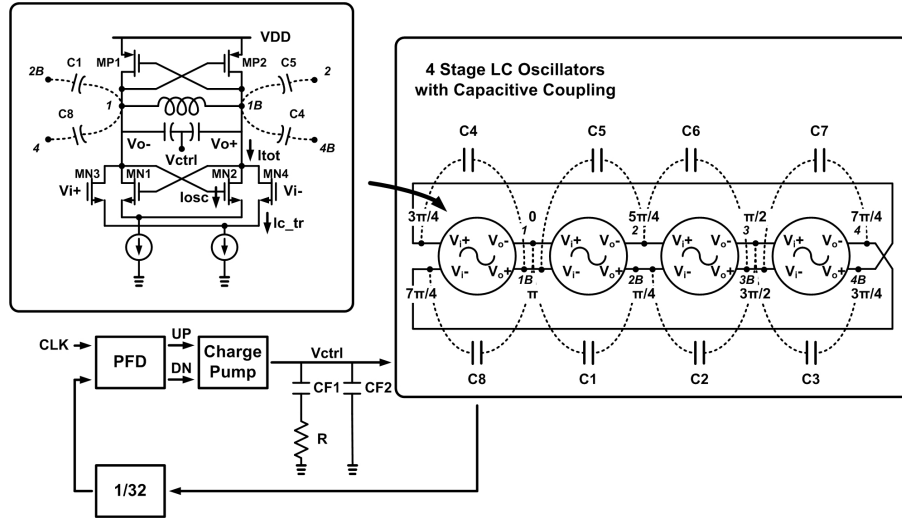 VDD
C1
MP1
MP2
C5
2B
2
1
1B
C8
C4
4
Vo-
Vo+
4B
Vctrl
Itot
MN3
MN1
MN2
MN4
Vi+
Iosc
Vi-
Ic_tr
4 Stage LC Oscillators
with Capacitive Coupling
C4
C5
C6
C7
3π/4
0
5π/4
π/2
7π/4
1
2
3
4
Vi+
Vo-
Vi+
Vo-
Vi+
Vo-
Vi+
Vo-
Vi-
Vo+
Vi-
Vo+
Vi-
Vo+
Vi-
Vo+
1B
2B
3B
4B
7π/4
π
π/4
3π/2
3π/4
C8
C1
C2
C3
CLK
UP
PFD
DN
Charge
Pump
Vctrl
CF1
CF2
R
1/32